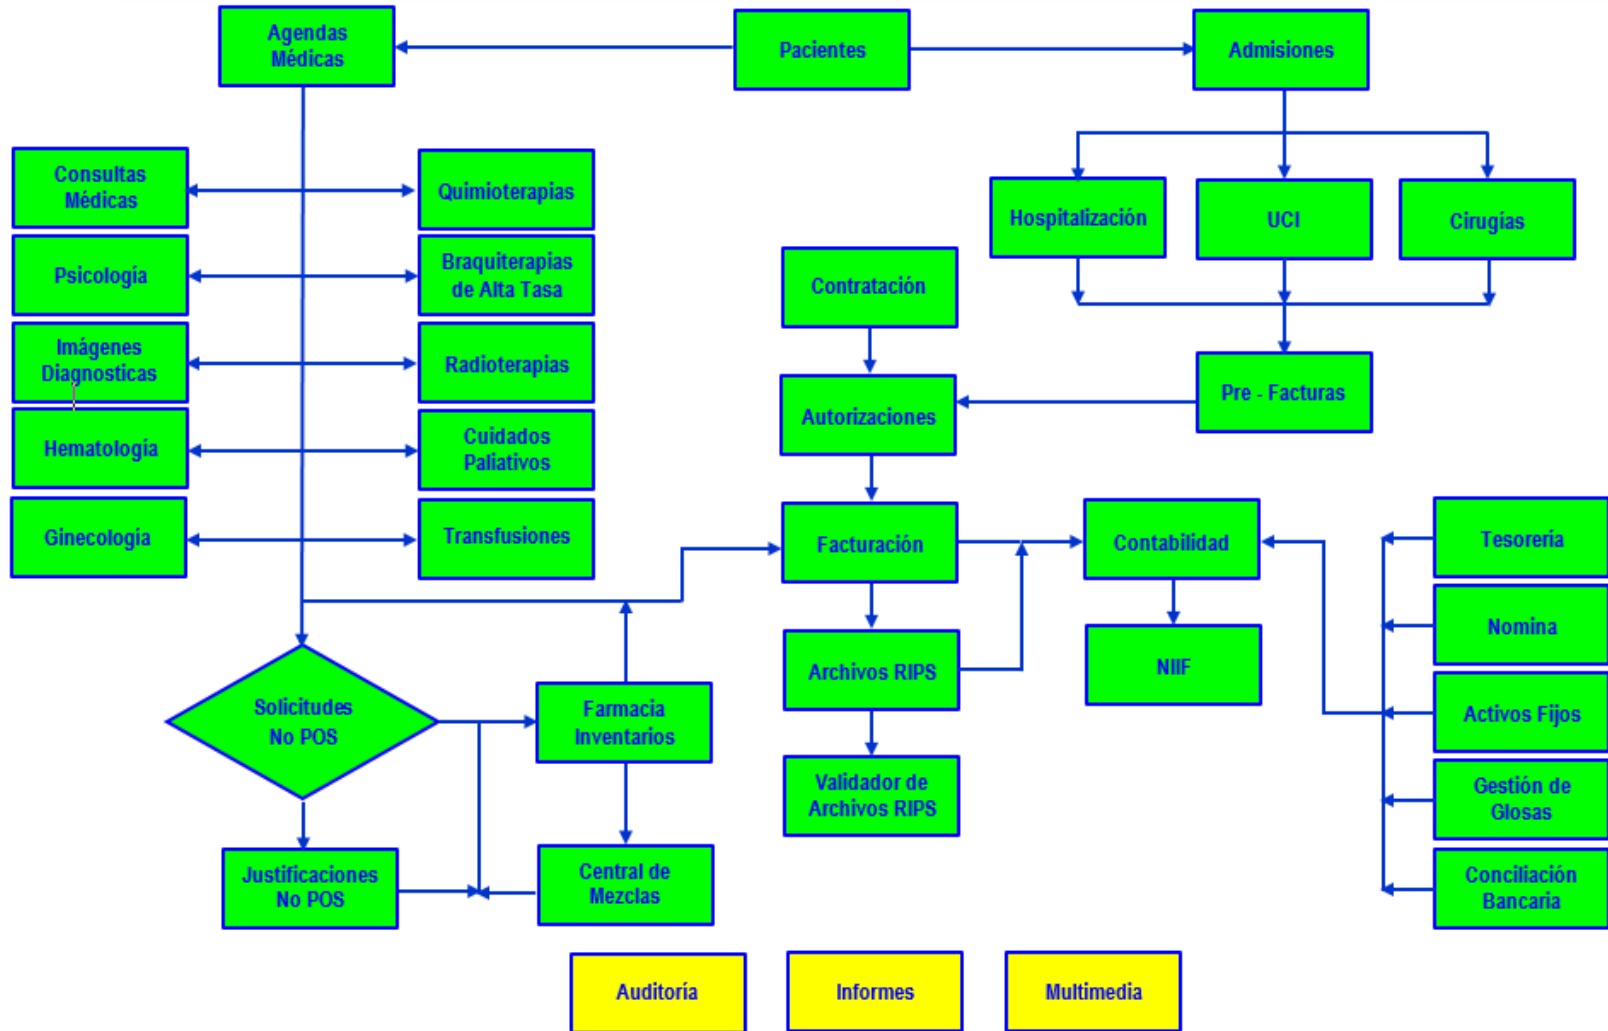 Agendas
Médicas
Pacientes
Admisiones
Consultas
Médicas
Quimioterapias
Hospitalización
UCI
Cirugías
Psicología
Braquiterapias
de Alta Tasa
Contratación
Imágenes
Diagnosticas
Radioterapias
Pre - Facturas
Autorizaciones
Hematología
Cuidados
Paliativos
Ginecología
Transfusiones
Facturación
Contabilidad
Tesorería
Nomina
Archivos RIPS
NIIF
Solicitudes
No POS
Farmacia
Inventarios
Activos Fijos
Validador de
Archivos RIPS
Gestión de
Glosas
Justificaciones
No POS
Central de
Mezclas
Conciliación
Bancaria
Auditoría
Informes
Multimedia